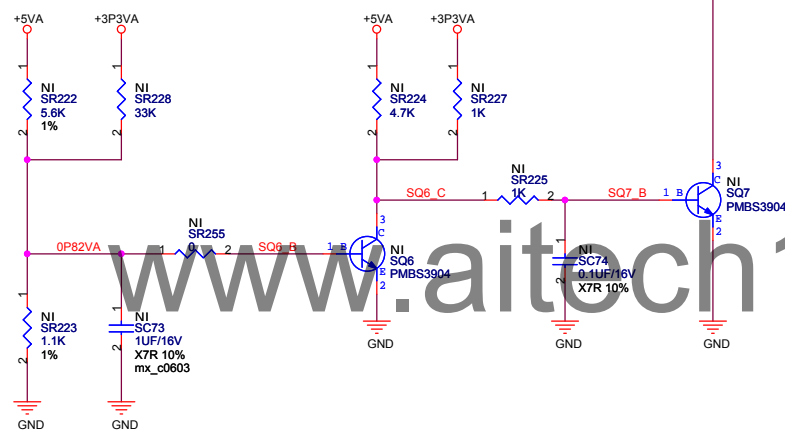 +5VA
+3P3VA
+5VA
+3P3VA
1
NI
SR222
5.6K
1%
2
1
NI
SR228
33K
2
1
NI
SR224
4.7K
2
1
NI
SR227
1K
2
SQ6_C
1
NI
SR225
1K
2
SQ7_B
1
B
3
C
E
2
NI
SQ7
PMBS3904
0P82VA
1
NI
SR255
0
2
SQ6_B
1
B
3
C
E
2
NI
SQ6
PMBS3904
1
NI
SC74
0.1UF/16V
X7R 10%
2
www.aitech1
1
NI
SR223
1.1K
1%
2
1
NI
SC73
1UF/16V
X7R 10%
mx_c0603
2
GND
GND
GND
GND
GND